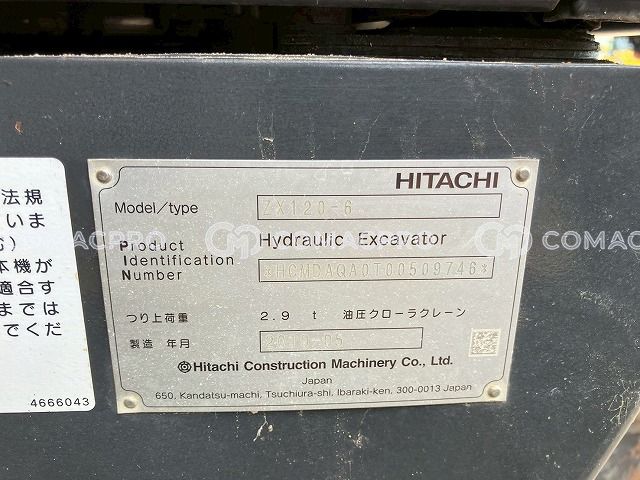 HITACHI
Model/type ZX120-6
Hydraulic Excavator
Product Identification Number *HCMDAQA0T00509746*
つり上荷重 2.9 t 油圧クローラクレーン
製造 年月 2019-05
Hitachi Construction Machinery Co., Ltd.
Japan
650, Kandatsu-machi, Tsuchiura-shi, Ibaraki-ken, 300-0013 Japan
法規
いま
)
本機が
適合す
までは
でくだ
4666043
COMACPRO
COMACPRO
COMAC